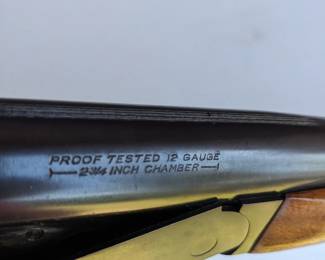 PROOF TESTED 12 GAUGE
2 3/4 INCH CHAMBER